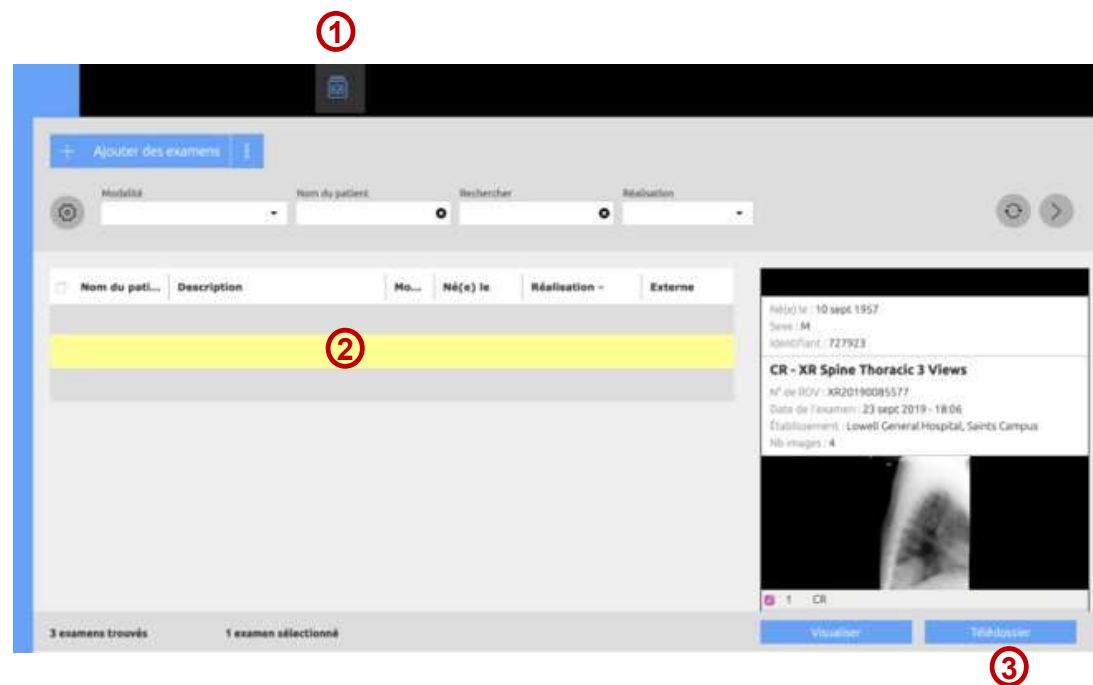 1
+ Ajouter des examens
Modalité Nom du patient Rechercher Réalisation
Nom du pati... Description Mo... Né(e) le Réalisation Externe
2
Né(e) le : 10 sept 1957
Sexe : M
Identifiant : 727923
CR - XR Spine Thoracic 3 Views
N° de RDV : XR20190085577
Date de l'examen : 23 sept 2019 - 18:06
Établissement : Lowell General Hospital, Saints Campus
Nb images : 4
1 CR
3 examens trouvés 1 examen sélectionné
Visualiser Télédossier
3